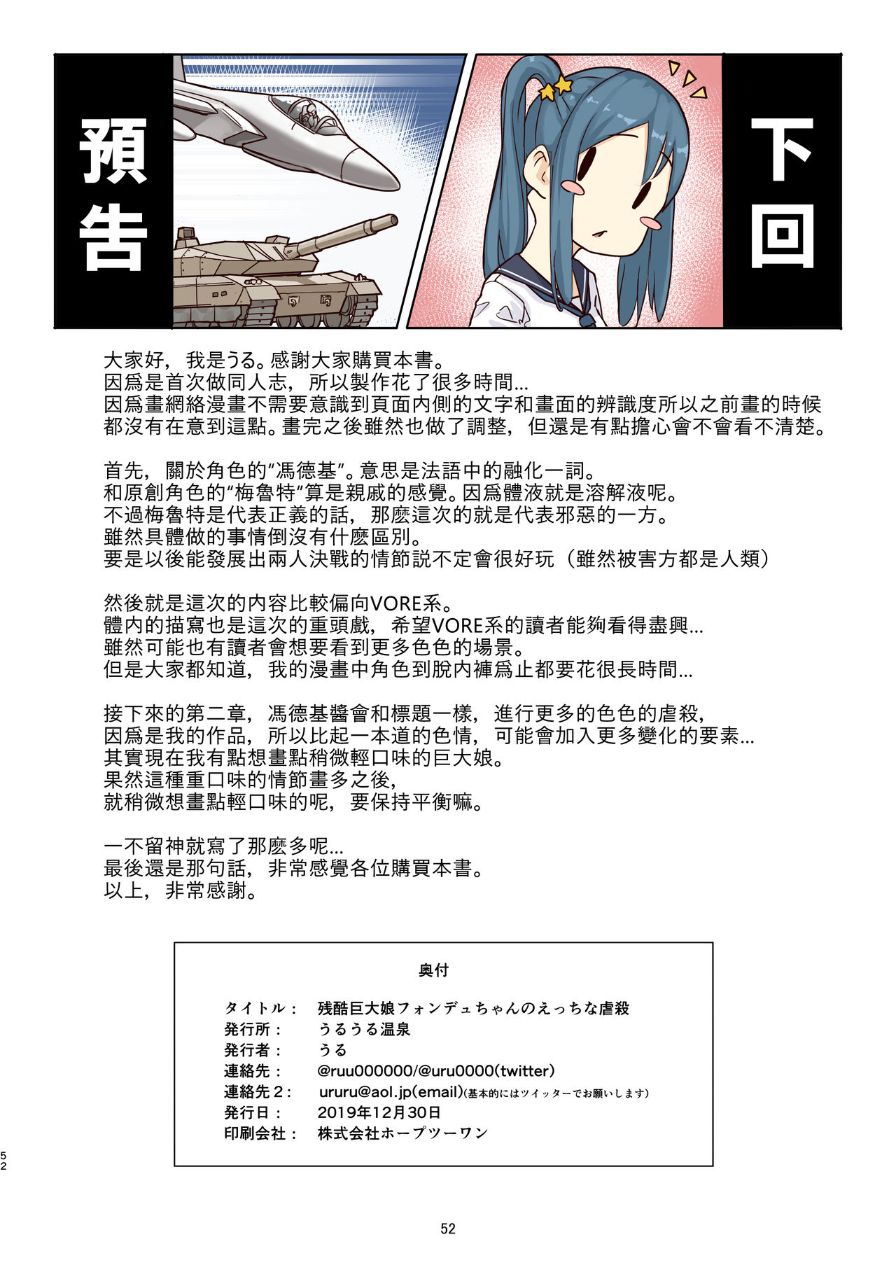 下回
預告
大家好，我是うる。感謝大家購買本書。
因爲是首次做同人志，所以製作花了很多時間…
因爲畫網絡漫畫不需要意識到頁面内側的文字和畫面的辨識度所以之前畫的時候
都沒有在意到這點。畫完之後雖然也做了調整，但還是有點擔心會不會看不清楚。
首先，關於角色的“馮德基”。意思是法語中的融化一詞。
和原創角色的“梅魯特”算是親戚的感覺。因爲體液就是溶解液呢。
不過梅魯特是代表正義的話，那麽這次的就是代表邪惡的一方。
雖然具體做的事情倒沒有什麽區別。
要是以後能發展出兩人決戰的情節説不定會很好玩（雖然被害方都是人類）
然後就是這次的内容比較偏向VORE系。
體内的描寫也是這次的重頭戲，希望VORE系的讀者能夠看得盡興…
雖然可能也有讀者會想要看到更多色色的場景。
但是大家都知道，我的漫畫中角色到脫内褲爲止都要花很長時間…
接下來的第二章，馮德基醬會和標題一樣，進行更多的色色的虐殺，
因爲是我的作品，所以比起一本道的色情，可能會加入更多變化的要素…
其實現在我有點想畫點稍微輕口味的巨大娘。
果然這種重口味的情節畫多之後，
就稍微想畫點輕口味的呢，要保持平衡嘛。
一不留神就寫了那麽多呢…
最後還是那句話，非常感覺各位購買本書。
以上，非常感謝。
奥付
タイトル： 残酷巨大娘フォンデュちゃんのえっちな虐殺
発行所： うるうる温泉
発行者： うる
連絡先： @ruu000000/@uru0000(twitter)
連絡先２： ururu@aol.jp(email)(基本的にはツイッターでお願いします)
発行日： 2019年12月30日
印刷会社： 株式会社ホープツーワン
52
52